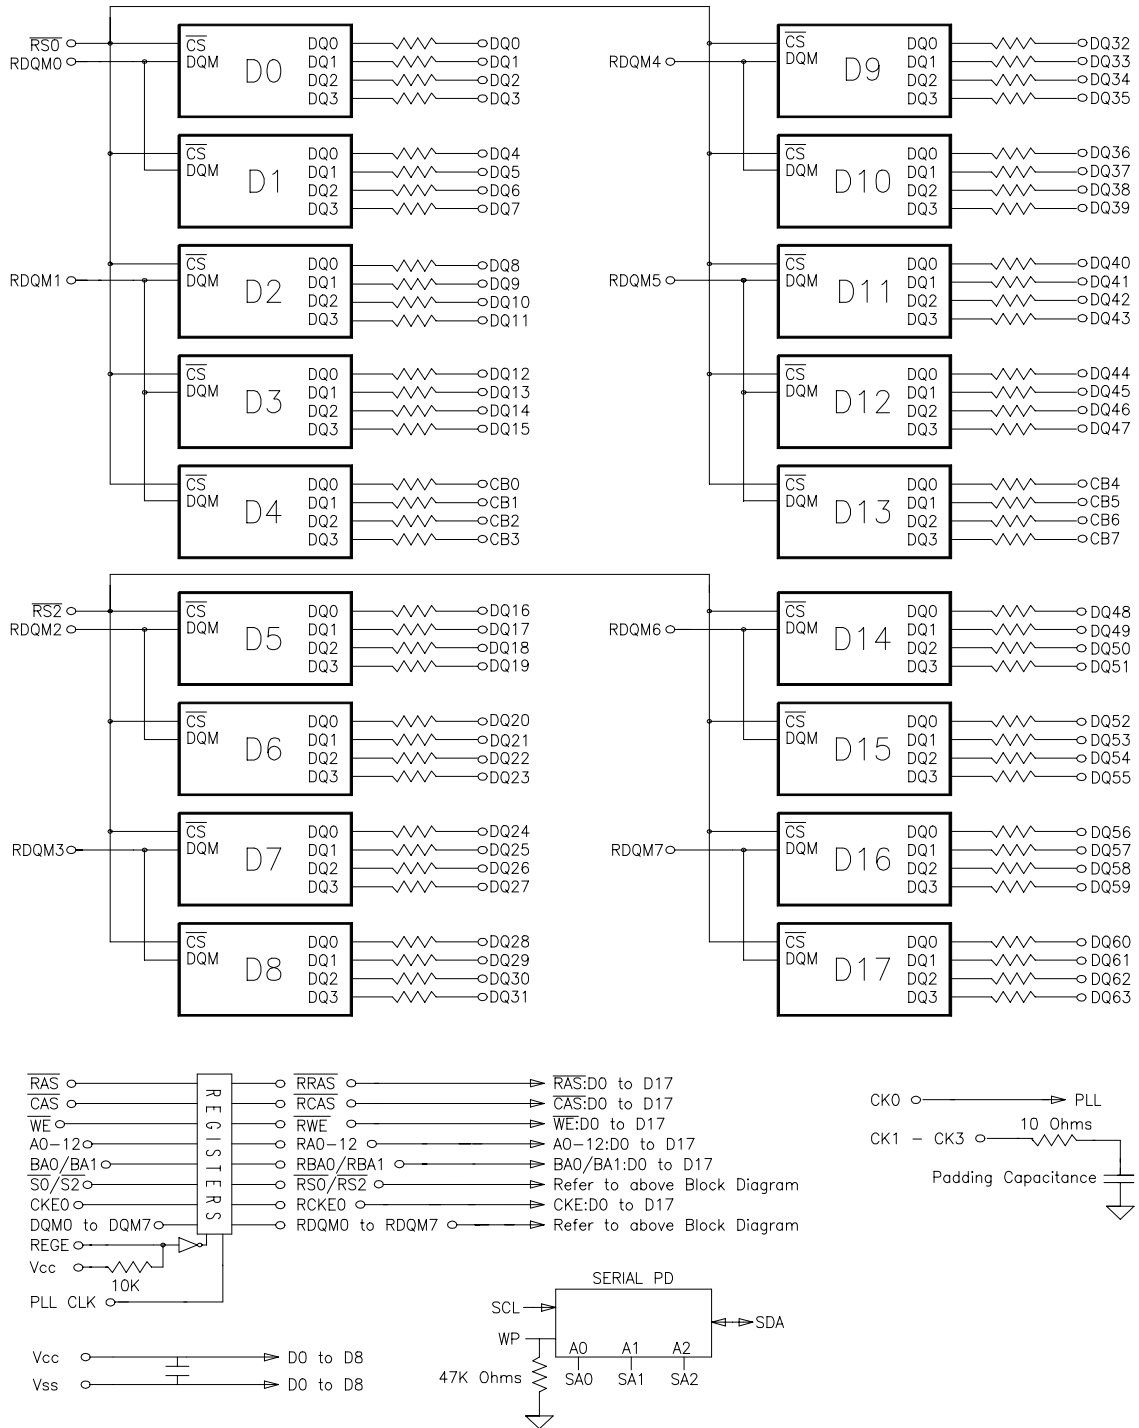 RS0 CS DQ0 DQ0 CS DQ0 DQ32
RDQM0 DQM D0 DQ1 DQ1 RDQM4 DQM D9 DQ1 DQ33
DQ2 DQ2 DQ2 DQ34
DQ3 DQ3 DQ3 DQ35
CS DQ0 DQ4 CS DQ0 DQ36
DQM D1 DQ1 DQ5 DQM D10 DQ1 DQ37
DQ2 DQ6 DQ2 DQ38
DQ3 DQ7 DQ3 DQ39
CS DQ0 DQ8 CS DQ0 DQ40
RDQM1 DQM D2 DQ1 DQ9 RDQM5 DQM D11 DQ1 DQ41
DQ2 DQ10 DQ2 DQ42
DQ3 DQ11 DQ3 DQ43
CS DQ0 DQ12 CS DQ0 DQ44
DQM D3 DQ1 DQ13 DQM D12 DQ1 DQ45
DQ2 DQ14 DQ2 DQ46
DQ3 DQ15 DQ3 DQ47
CS DQ0 CB0 CS DQ0 CB4
DQM D4 DQ1 CB1 DQM D13 DQ1 CB5
DQ2 CB2 DQ2 CB6
DQ3 CB3 DQ3 CB7
RS2 CS DQ0 DQ16 CS DQ0 DQ48
RDQM2 DQM D5 DQ1 DQ17 RDQM6 DQM D14 DQ1 DQ49
DQ2 DQ18 DQ2 DQ50
DQ3 DQ19 DQ3 DQ51
CS DQ0 DQ20 CS DQ0 DQ52
DQM D6 DQ1 DQ21 DQM D15 DQ1 DQ53
DQ2 DQ22 DQ2 DQ54
DQ3 DQ23 DQ3 DQ55
CS DQ0 DQ24 CS DQ0 DQ56
RDQM3 DQM D7 DQ1 DQ25 RDQM7 DQM D16 DQ1 DQ57
DQ2 DQ26 DQ2 DQ58
DQ3 DQ27 DQ3 DQ59
CS DQ0 DQ28 CS DQ0 DQ60
DQM D8 DQ1 DQ29 DQM D17 DQ1 DQ61
DQ2 DQ30 DQ2 DQ62
DQ3 DQ31 DQ3 DQ63
REGISTERS
RAS RRAS RAS:D0 to D17
CAS RCAS CAS:D0 to D17
WE RWE WE:D0 to D17
A0-12 RA0-12 A0-12:D0 to D17
BA0/BA1 RBA0/RBA1 BA0/BA1:D0 to D17
S0/S2 RS0/RS2 Refer to above Block Diagram
CKE0 RCKE0 CKE:D0 to D17
DQM0 to DQM7 RDQM0 to RDQM7 Refer to above Block Diagram
REGE
Vcc
10K
PLL CLK
CK0 PLL
10 Ohms
CK1 - CK3
Padding Capacitance
SERIAL PD
SCL
SDA
WP
A0 A1 A2
SA0 SA1 SA2
47K Ohms
Vcc D0 to D8
Vss D0 to D8